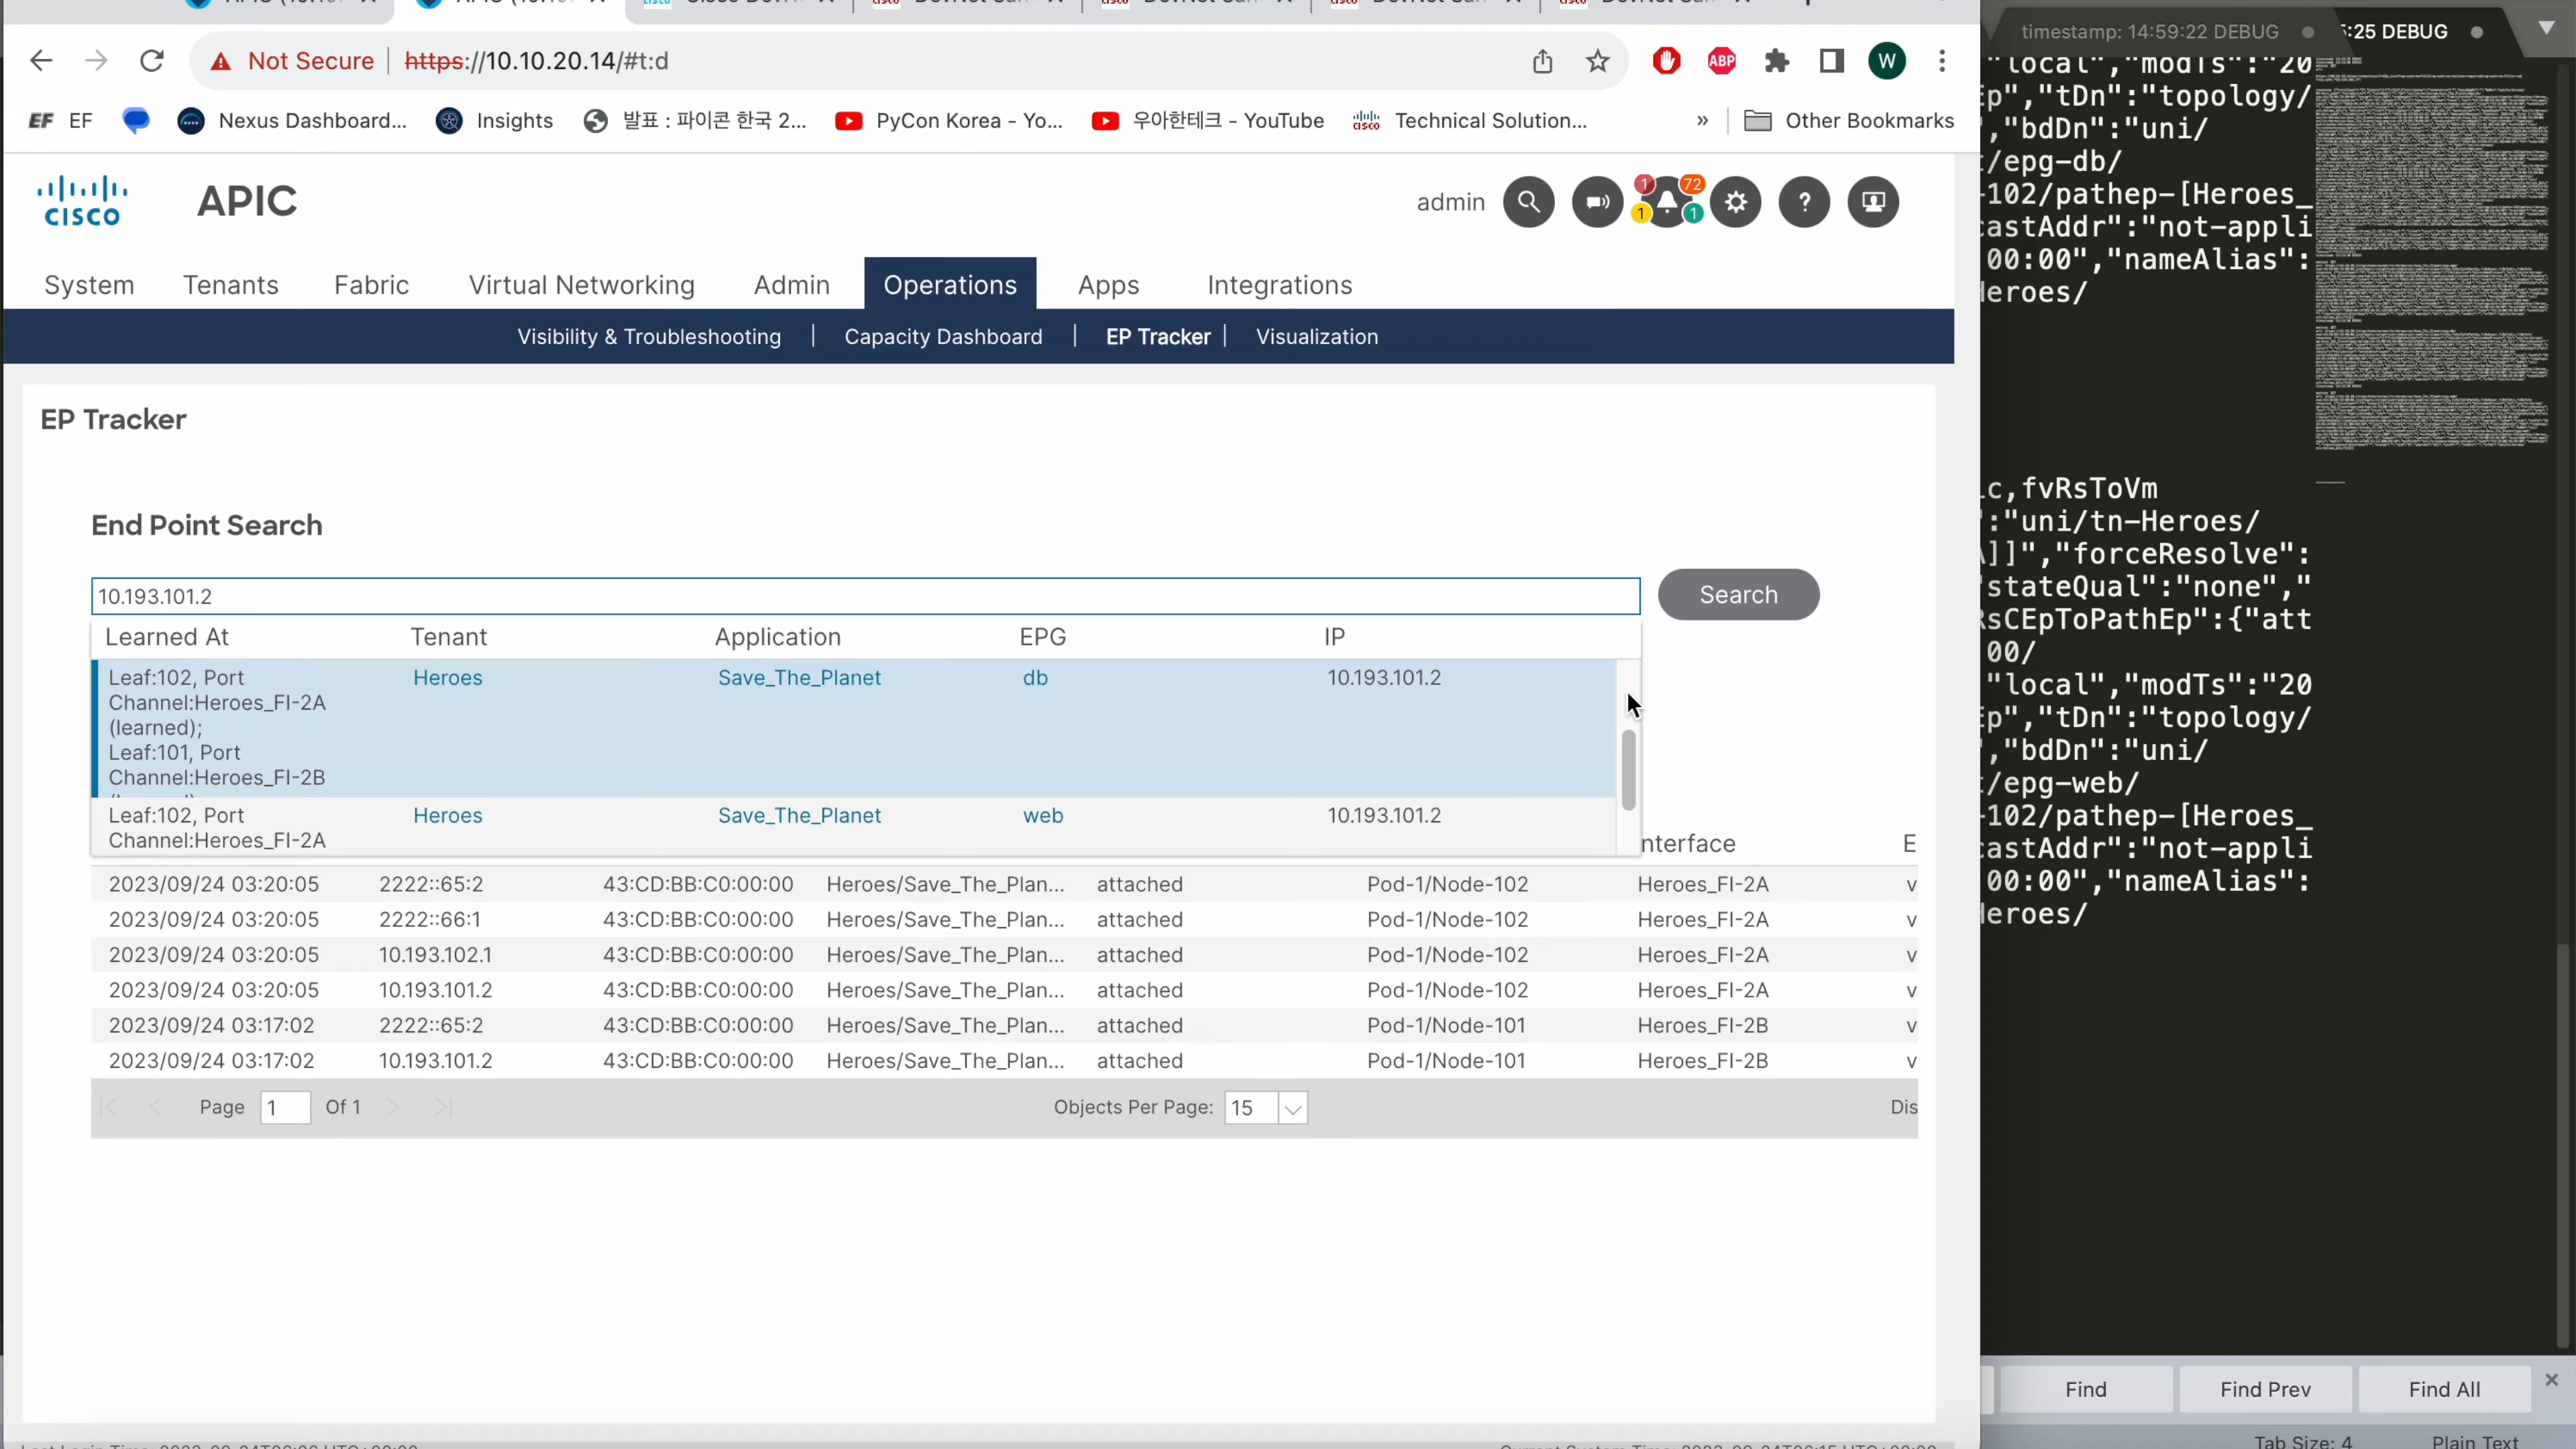 timestamp: 14:59:22 DEBUG
:25 DEBUG
Not Secure https://10.10.20.14/#t:d
ABP
W
EF EF Nexus Dashboard... Insights 발표 : 파이콘 한국 2... PyCon Korea - Yo... 우아한테크 - YouTube Technical Solution... » Other Bookmarks
CISCO APIC
admin 1 72 1 1 ?
System Tenants Fabric Virtual Networking Admin Operations Apps Integrations
Visibility & Troubleshooting | Capacity Dashboard | EP Tracker | Visualization
EP Tracker
End Point Search
10.193.101.2 Search
Learned At Tenant Application EPG IP
Leaf:102, Port Heroes Save_The_Planet db 10.193.101.2
Channel:Heroes_FI-2A
(learned);
Leaf:101, Port
Channel:Heroes_FI-2B
Leaf:102, Port Heroes Save_The_Planet web 10.193.101.2
Channel:Heroes_FI-2A
nterface E
2023/09/24 03:20:05 2222::65:2 43:CD:BB:C0:00:00 Heroes/Save_The_Plan... attached Pod-1/Node-102 Heroes_FI-2A v
2023/09/24 03:20:05 2222::66:1 43:CD:BB:C0:00:00 Heroes/Save_The_Plan... attached Pod-1/Node-102 Heroes_FI-2A v
2023/09/24 03:20:05 10.193.102.1 43:CD:BB:C0:00:00 Heroes/Save_The_Plan... attached Pod-1/Node-102 Heroes_FI-2A v
2023/09/24 03:20:05 10.193.101.2 43:CD:BB:C0:00:00 Heroes/Save_The_Plan... attached Pod-1/Node-102 Heroes_FI-2A v
2023/09/24 03:17:02 2222::65:2 43:CD:BB:C0:00:00 Heroes/Save_The_Plan... attached Pod-1/Node-101 Heroes_FI-2B v
2023/09/24 03:17:02 10.193.101.2 43:CD:BB:C0:00:00 Heroes/Save_The_Plan... attached Pod-1/Node-101 Heroes_FI-2B v
Page 1 Of 1 Objects Per Page: 15 Dis
"local","modTs":"20
p","tDn":"topology/
","bdDn":"uni/
/epg-db/
-102/pathep-[Heroes_
castAddr":"not-appli
00:00","nameAlias":
eroes/
c,fvRsToVm
":"uni/tn-Heroes/
]]","forceResolve":
stateQual":"none","
sCEpToPathEp":{"att
00/
"local","modTs":"20
p","tDn":"topology/
","bdDn":"uni/
/epg-web/
-102/pathep-[Heroes_
castAddr":"not-appli
00:00","nameAlias":
eroes/
Find Find Prev Find All
Tab Size: 4 Plain Text